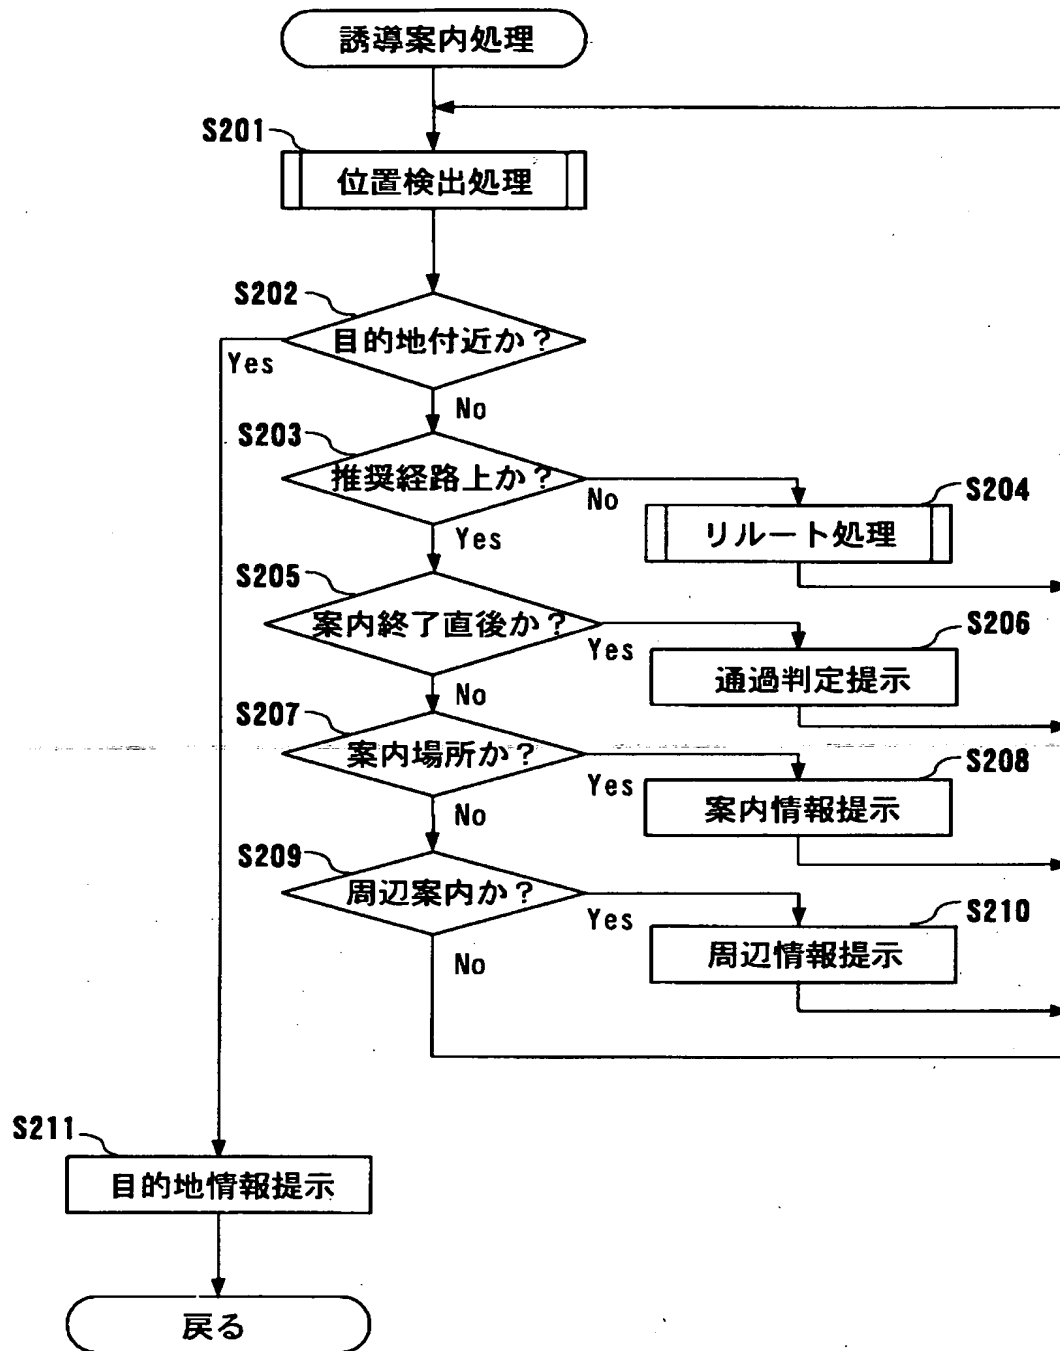 誘導案内処理
S201
位置検出処理
S202
目的地付近か？
Yes
No
S203
推奨経路上か？
No
S204
リルート処理
Yes
S205
案内終了直後か？
Yes
S206
通過判定提示
No
S207
案内場所か？
Yes
S208
案内情報提示
No
S209
周辺案内か？
Yes
S210
周辺情報提示
No
S211
目的地情報提示
戻る